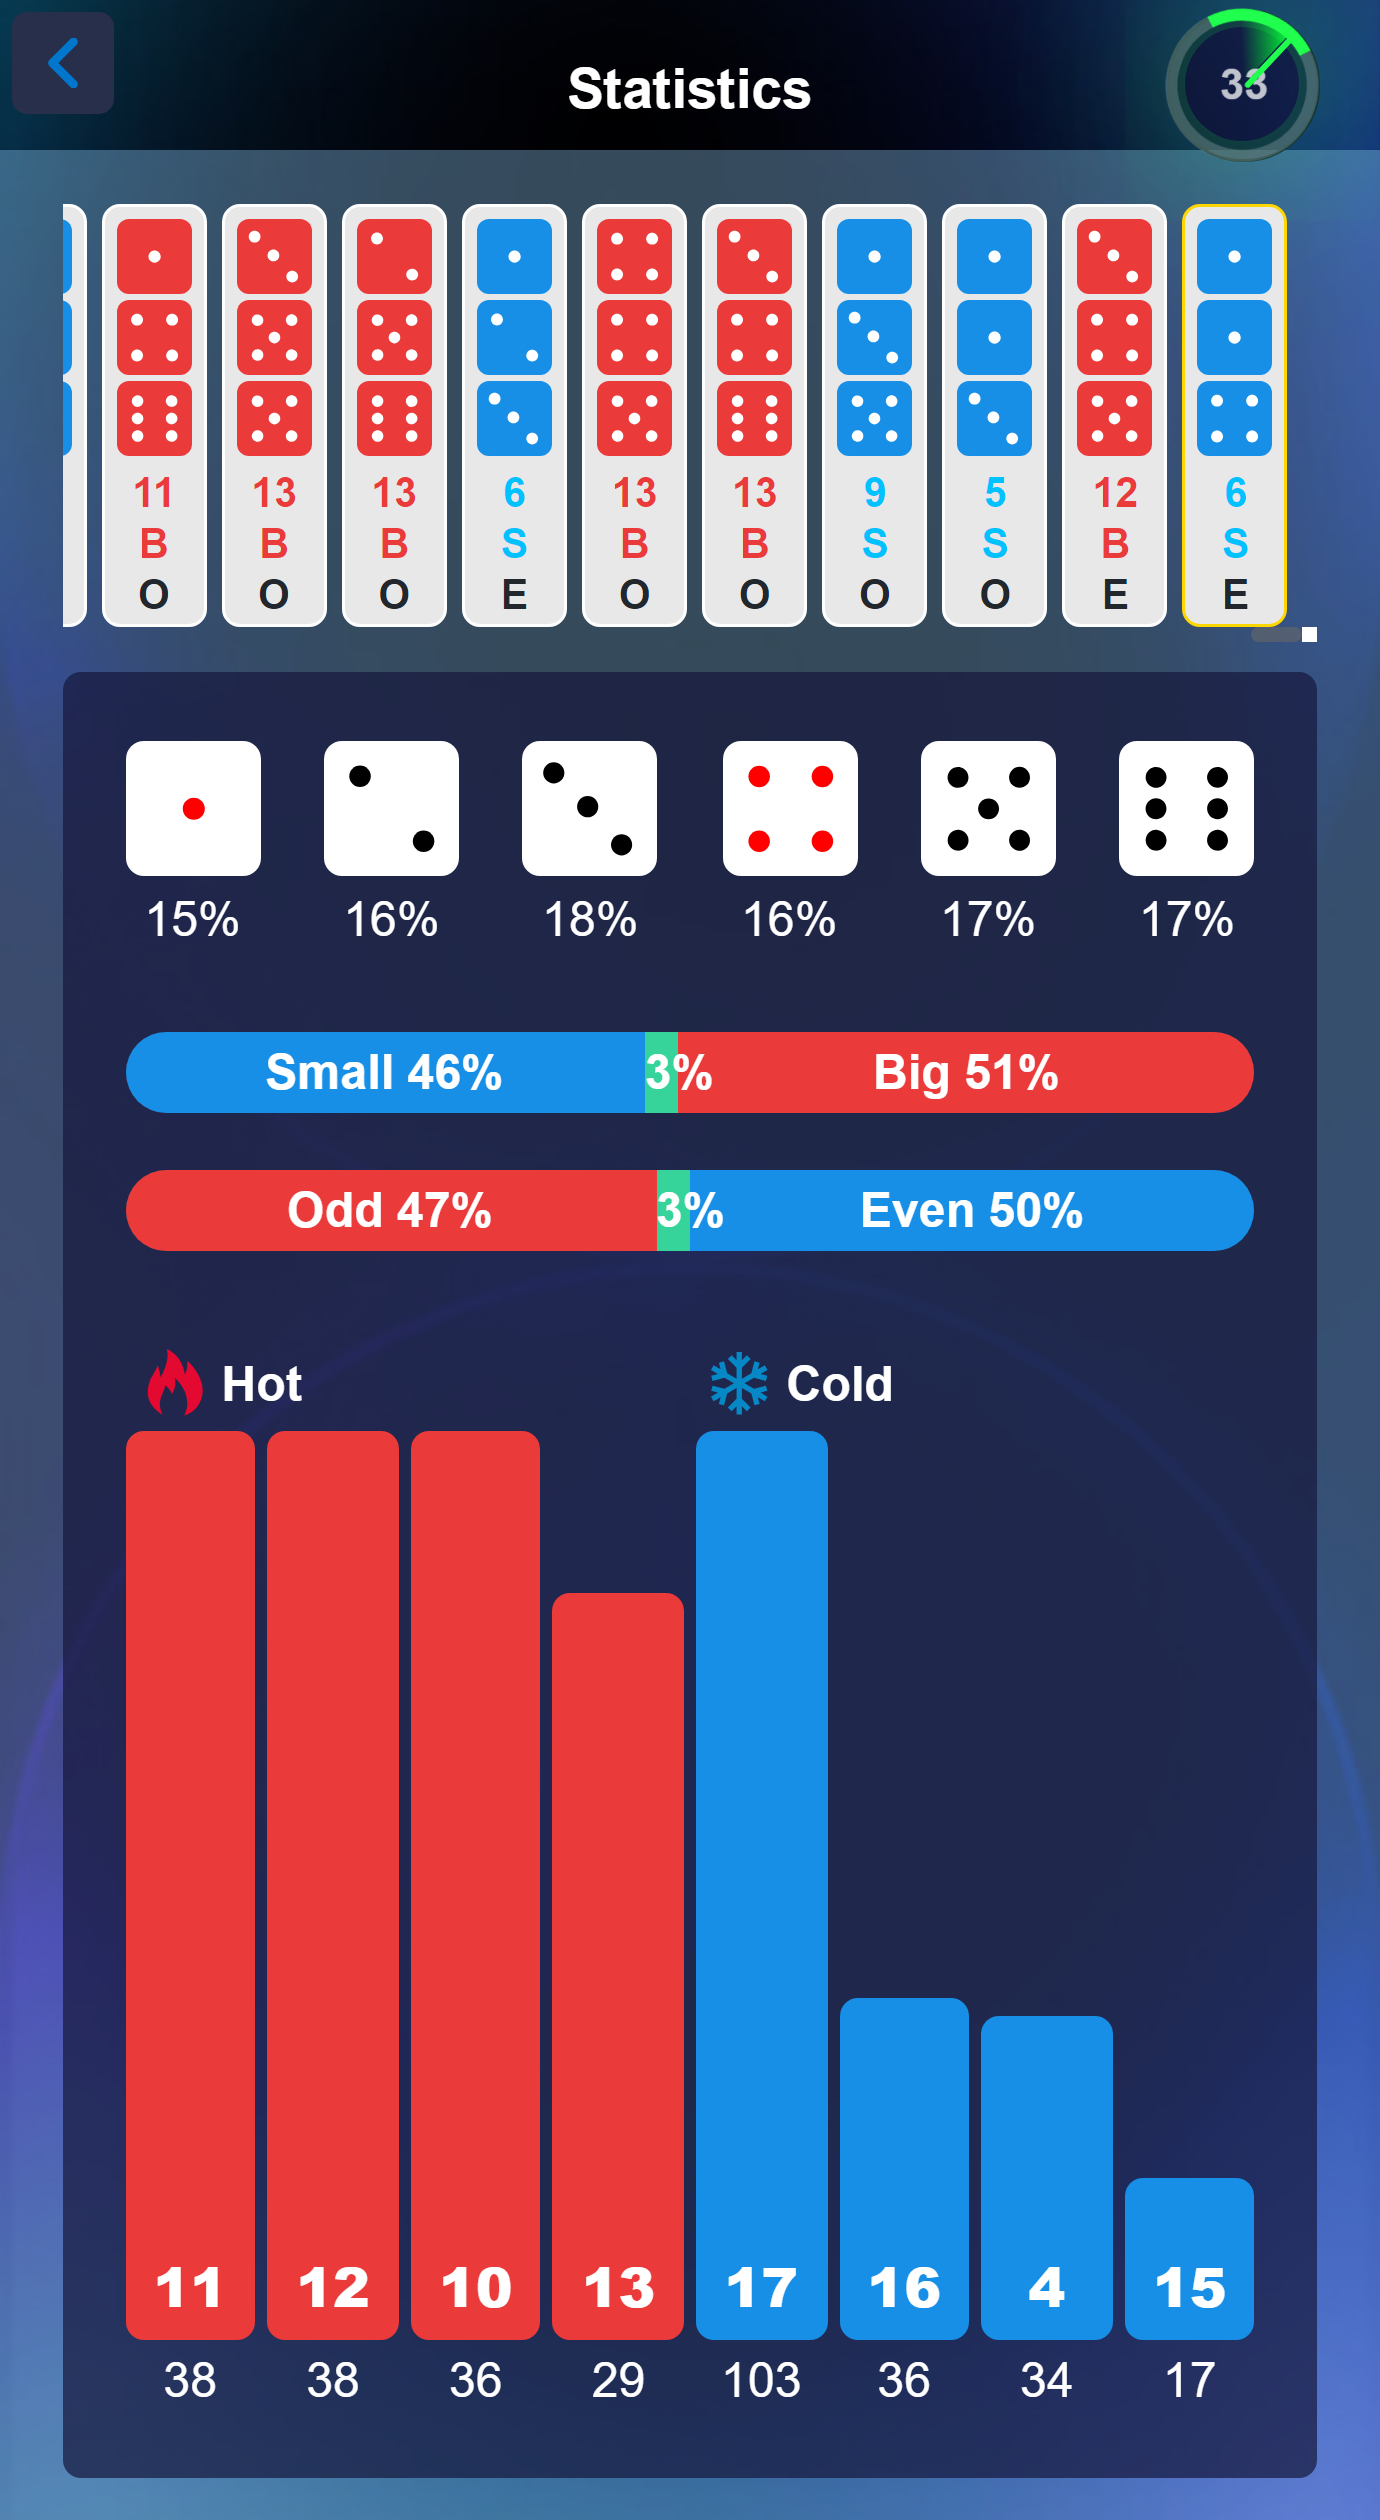 Statistics
33
11 13 13 6 13 13 9 5 12 6
B B B S B B S S B S
O O O E O O O O E E
15% 16% 18% 16% 17% 17%
Small 46% 3% Big 51%
Odd 47% 3% Even 50%
Hot Cold
11 12 10 13 17 16 4 15
38 38 36 29 103 36 34 17